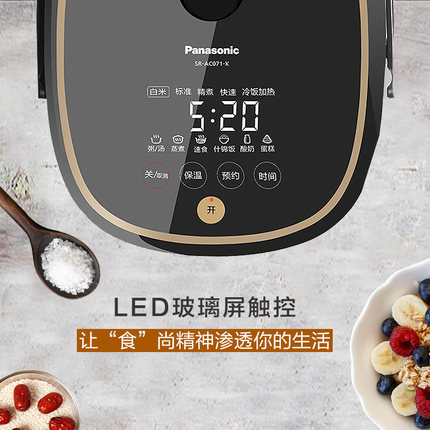 Panasonic
SR-AC071-K
白米 标准 精煮 快速 冷饭加热
5:20
粥/汤 蒸煮 速食 什锦饭 酸奶 蛋糕
关/取消 保温 预约 时间
开
LED玻璃屏触控
让“食”尚精神渗透你的生活